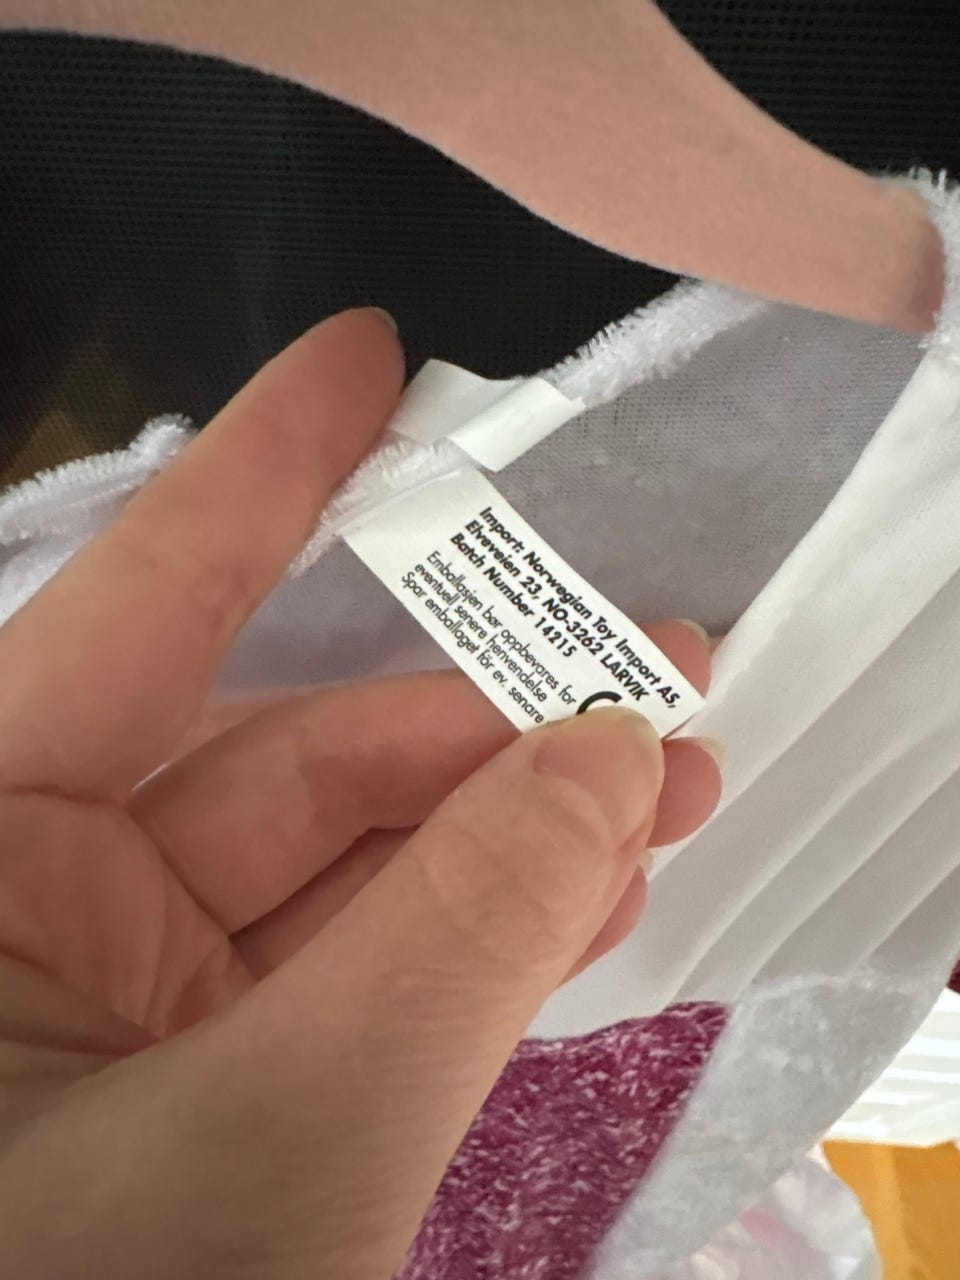 Import: Norwegian Toy Import AS,
Elveveien 23, NO-3262 LARVIK
Batch Number 14215
Emballasjen bør oppbevares for
eventuell senere henvendelse
Spar emballaget för ev. senare